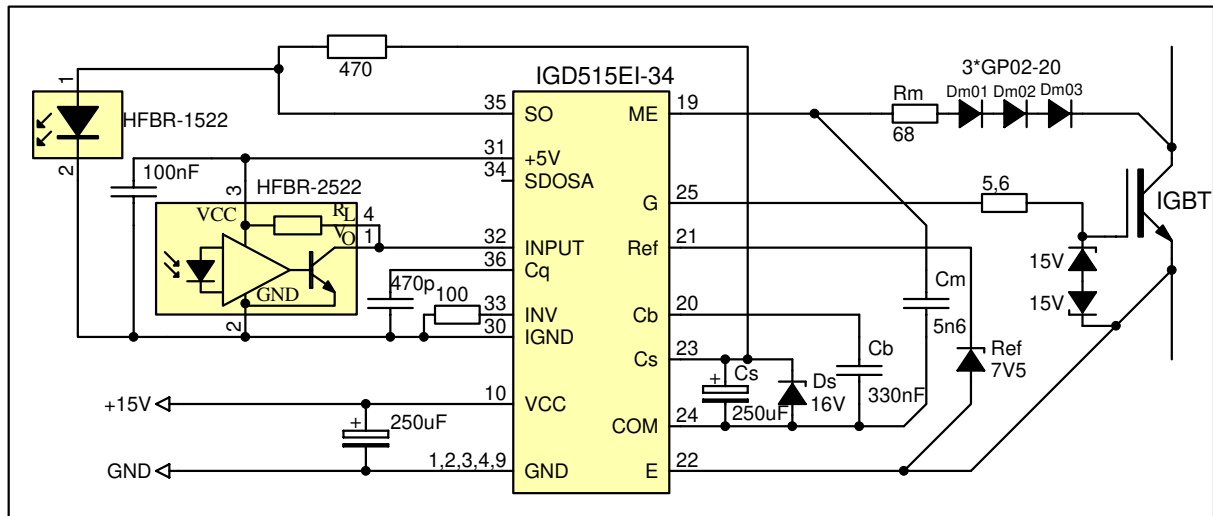 470
IGD515EI-34
3*GP02-20
Dm01 Dm02 Dm03
Rm
68
1
HFBR-1522
2
35 SO
ME 19
31 +5V
34 SDOSA
100nF
3
HFBR-2522
VCC
RL 4
VO 1
GND
2
G 25
5,6
IGBT
32 INPUT
Ref 21
36 Cq
470p
100
33 INV
30 IGND
15V
15V
Cm
5n6
Cb 20
Cb
330nF
Ref
7V5
Cs 23
+
Cs
250uF
Ds
16V
+15V
10 VCC
+
250uF
COM 24
GND
1,2,3,4,9 GND
E 22